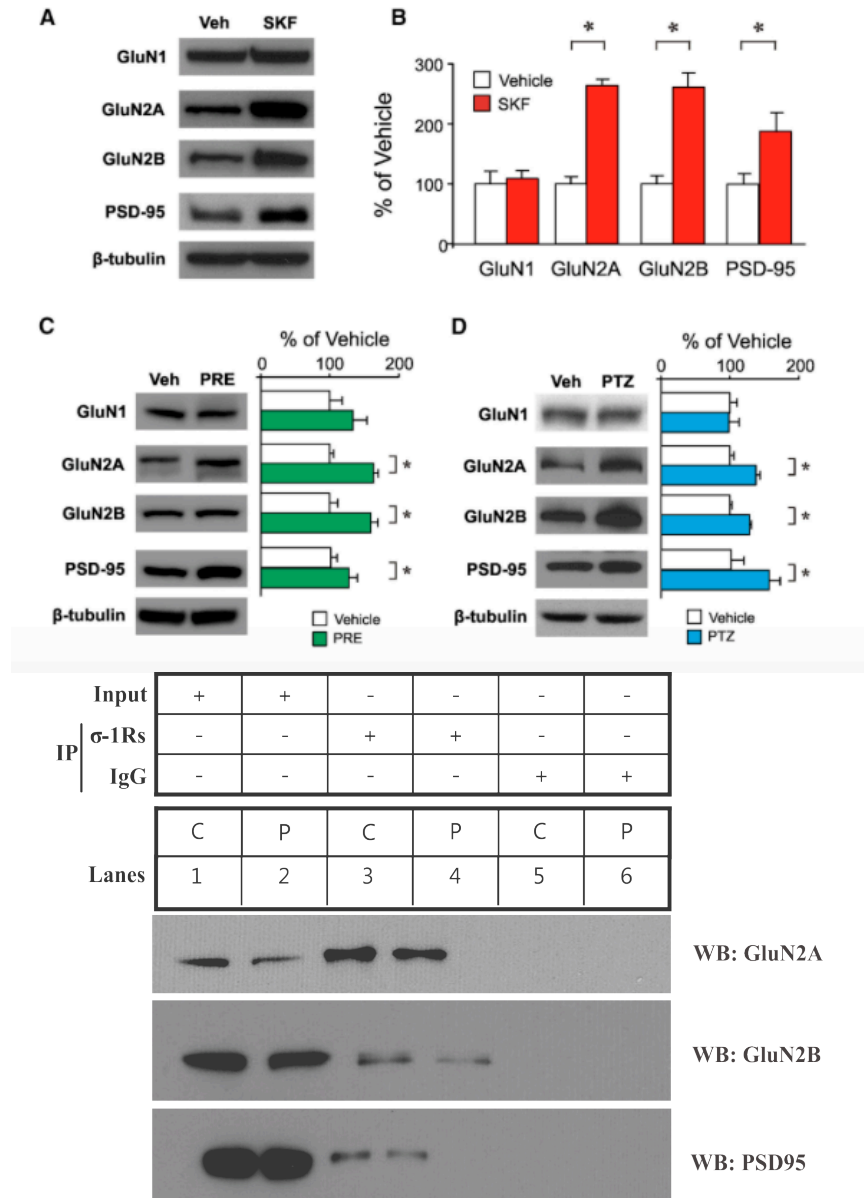 A
Veh SKF
GluN1
GluN2A
GluN2B
PSD-95
β-tubulin
B
*
*
*
% of Vehicle
300
200
100
0
Vehicle
SKF
GluN1 GluN2A GluN2B PSD-95
C
% of Vehicle
0 100 200
Veh PRE
GluN1
GluN2A *
GluN2B *
PSD-95 *
β-tubulin
Vehicle
PRE
D
% of Vehicle
0 100 200
Veh PTZ
GluN1
GluN2A *
GluN2B *
PSD-95 *
β-tubulin
Vehicle
PTZ
Input + + - - - -
IP
σ-1Rs - - + + - -
IgG - - - - + +
C P C P C P
Lanes 1 2 3 4 5 6
WB: GluN2A
WB: GluN2B
WB: PSD95